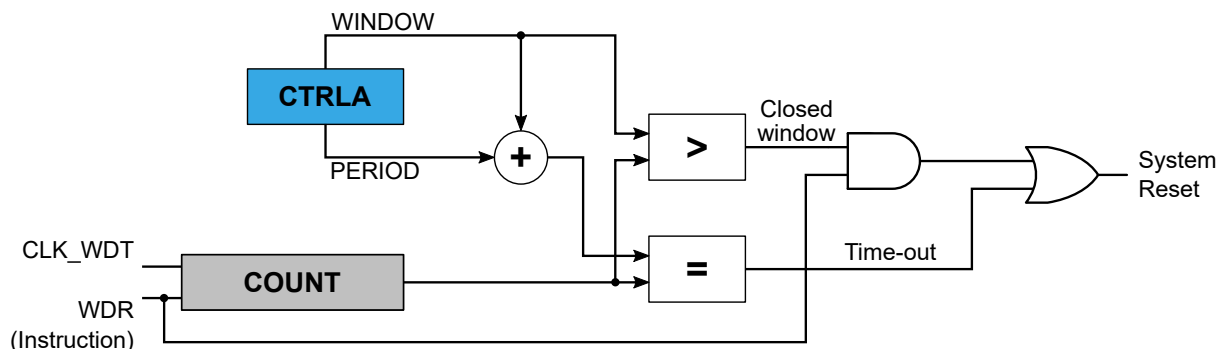 WINDOW
CTRLA
PERIOD
+
>
Closed
window
System
Reset
CLK_WDT
COUNT
=
Time-out
WDR
(Instruction)